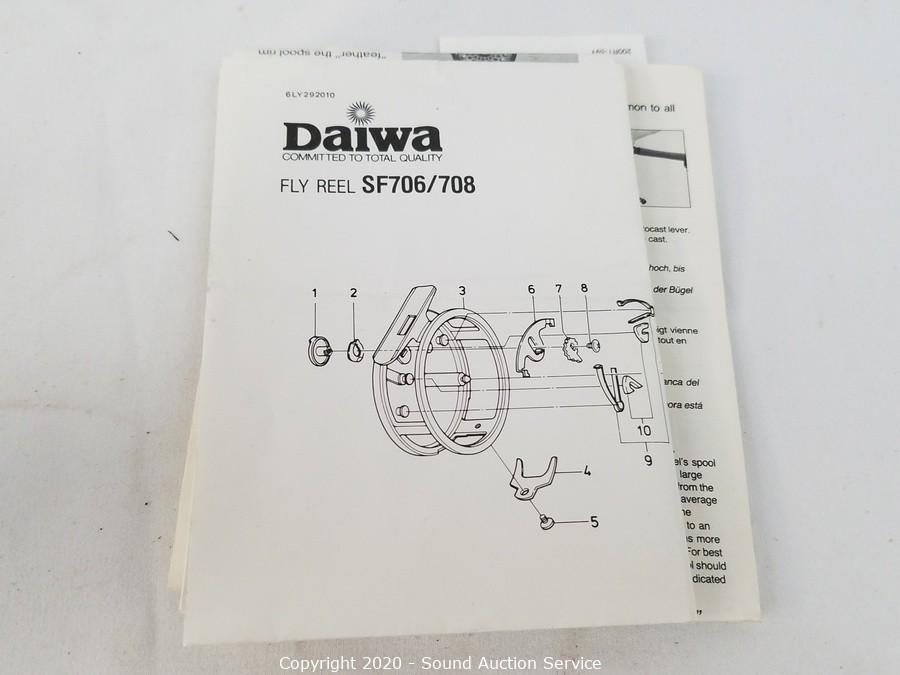 "feather" the spool rim
6LY292010
Daiwa
COMMITTED TO TOTAL QUALITY
FLY REEL SF706/708
1
2
3
6
7
8
10
9
4
5
mon to all
ocast lever.
cast.
hoch, bis
der Bügel
igt vienne
tout en
anca del
ora está
el's spool
large
from the
average
he
to an
is more
For best
l should
dicated
"
Copyright 2020 - Sound Auction Service